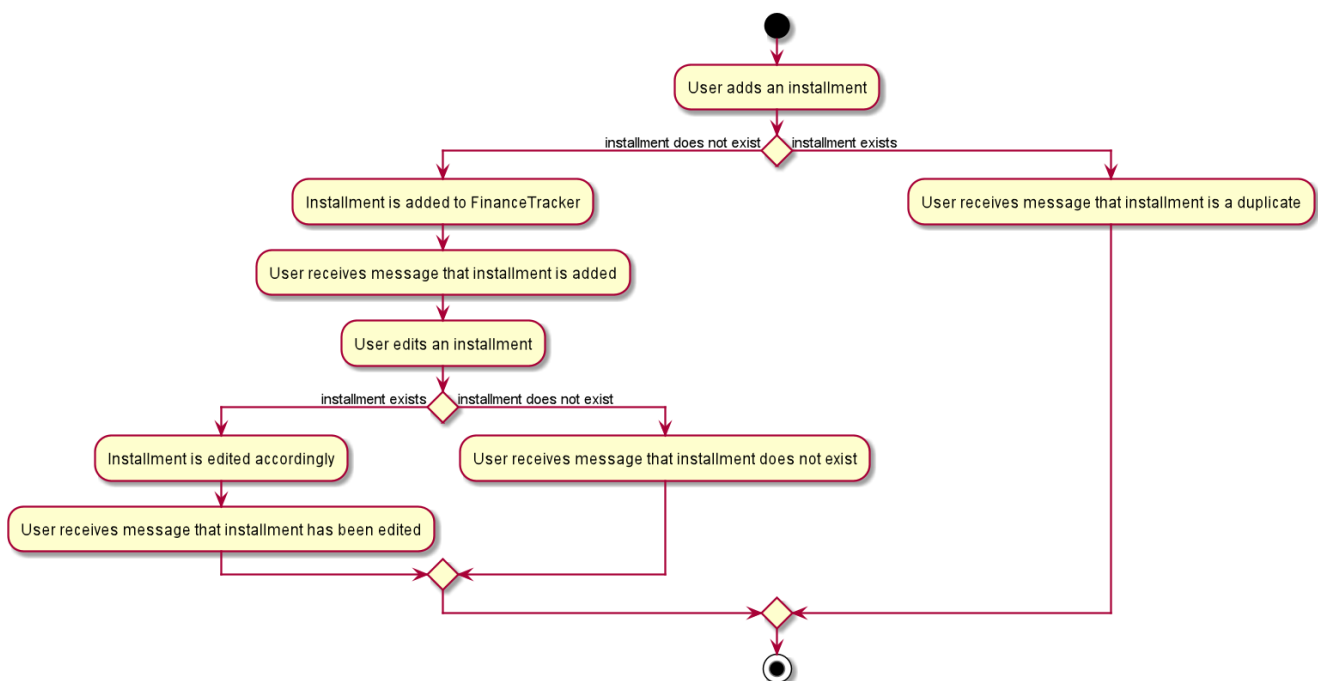 User adds an installment
installment does not exist
installment exists
Installment is added to FinanceTracker
User receives message that installment is a duplicate
User receives message that installment is added
User edits an installment
installment exists
installment does not exist
Installment is edited accordingly
User receives message that installment does not exist
User receives message that installment has been edited